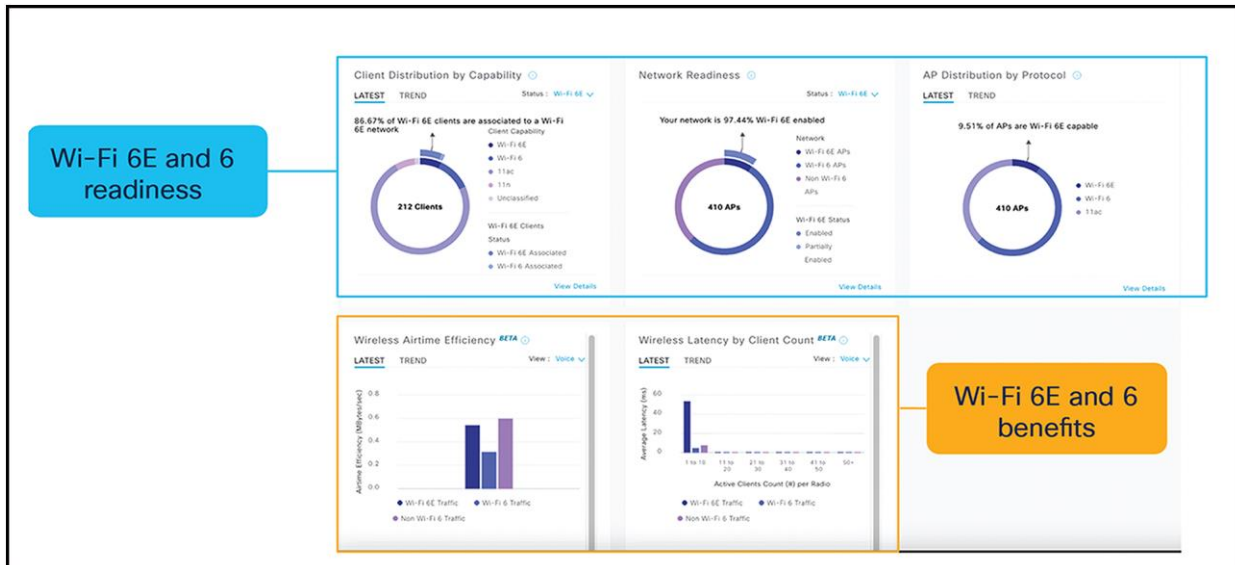 Wi-Fi 6E and 6
readiness
Client Distribution by Capability
LATEST TREND Status : Wi-Fi 6E
86.67% of Wi-Fi 6E clients are associated to a Wi-Fi
6E network
Client Capability
Wi-Fi 6E
Wi-Fi 6
11ac
11n
Unclassified
212 Clients
Wi-Fi 6E Clients
Status
Wi-Fi 6E Associated
Wi-Fi 6 Associated
View Details
Network Readiness
LATEST TREND Status : Wi-Fi 6E
Your network is 97.44% Wi-Fi 6E enabled
Network
Wi-Fi 6E APs
Wi-Fi 6 APs
Non Wi-Fi 6
APs
410 APs
Wi-Fi 6E Status
Enabled
Partially
Enabled
View Details
AP Distribution by Protocol
LATEST TREND
9.51% of APs are Wi-Fi 6E capable
410 APs
Wi-Fi 6E
Wi-Fi 6
11ac
View Details
Wireless Airtime Efficiency BETA
LATEST TREND View : Voice
Airtime Efficiency (MBytes/sec)
0.8
0.6
0.4
0.2
0.0
Wi-Fi 6E Traffic Wi-Fi 6 Traffic
Non Wi-Fi 6 Traffic
Wireless Latency by Client Count BETA
LATEST TREND View : Voice
Average Latency (ms)
60
40
20
0
1 to 10 11 to 20 21 to 30 31 to 40 41 to 50 50+
Active Clients Count (#) per Radio
Wi-Fi 6E Traffic Wi-Fi 6 Traffic
Non Wi-Fi 6 Traffic
Wi-Fi 6E and 6
benefits